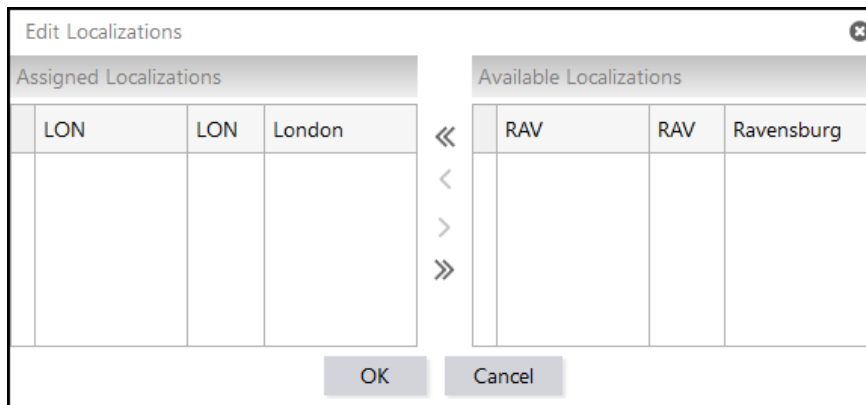 Edit Localizations
Assigned Localizations
Available Localizations
LON LON London
RAV RAV Ravensburg
OK
Cancel